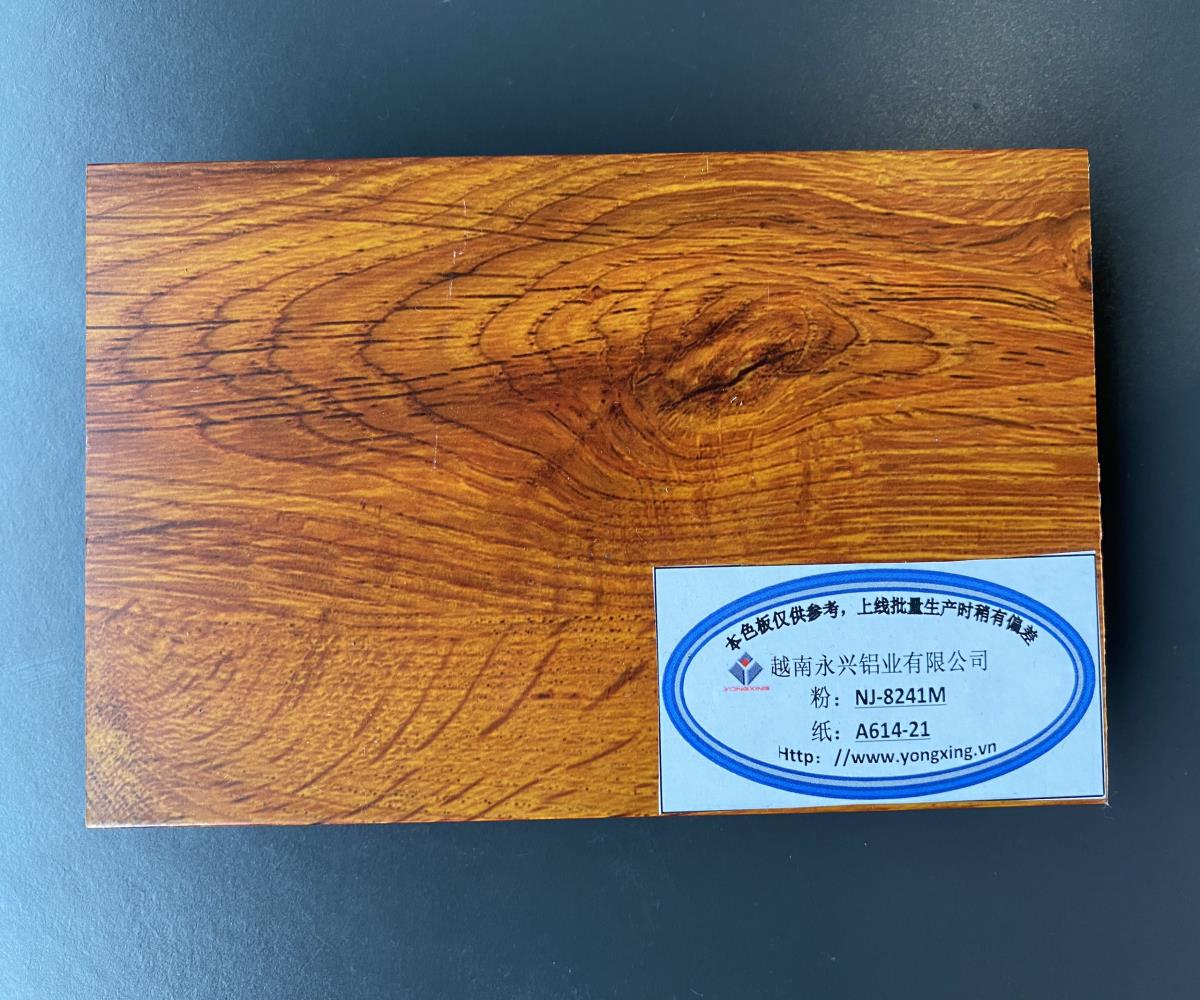 本色板仅供参考，上线批量生产时稍有偏差
越南永兴铝业有限公司
粉：NJ-8241M
纸：A614-21
Http：//www.yongxing.vn